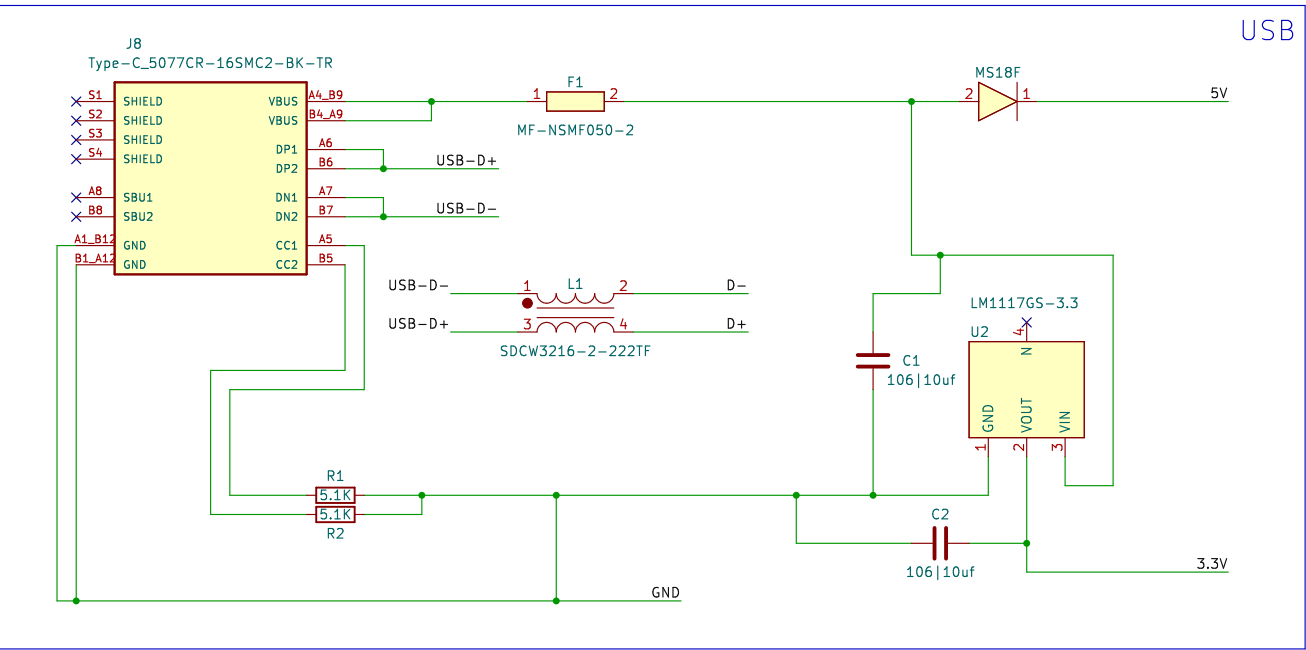 USB
J8
Type-C_5077CR-16SMC2-BK-TR
S1 SHIELD VBUS A4_B9
S2 SHIELD VBUS B4_A9
S3 SHIELD
S4 SHIELD DP1 A6
DP2 B6
A8 SBU1 DN1 A7
B8 SBU2 DN2 B7
A1_B12 GND CC1 A5
B1_A12 GND CC2 B5
1 F1 2
MF-NSMF050-2
MS18F
2 1 5V
USB-D+
USB-D-
USB-D- 1 L1 2 D-
USB-D+ 3 4 D+
SDCW3216-2-222TF
LM1117GS-3.3
U2 4
N
GND VOUT VIN
1 2 3
C1
106|10uf
R1
5.1K
5.1K
R2
C2
106|10uf
3.3V
GND